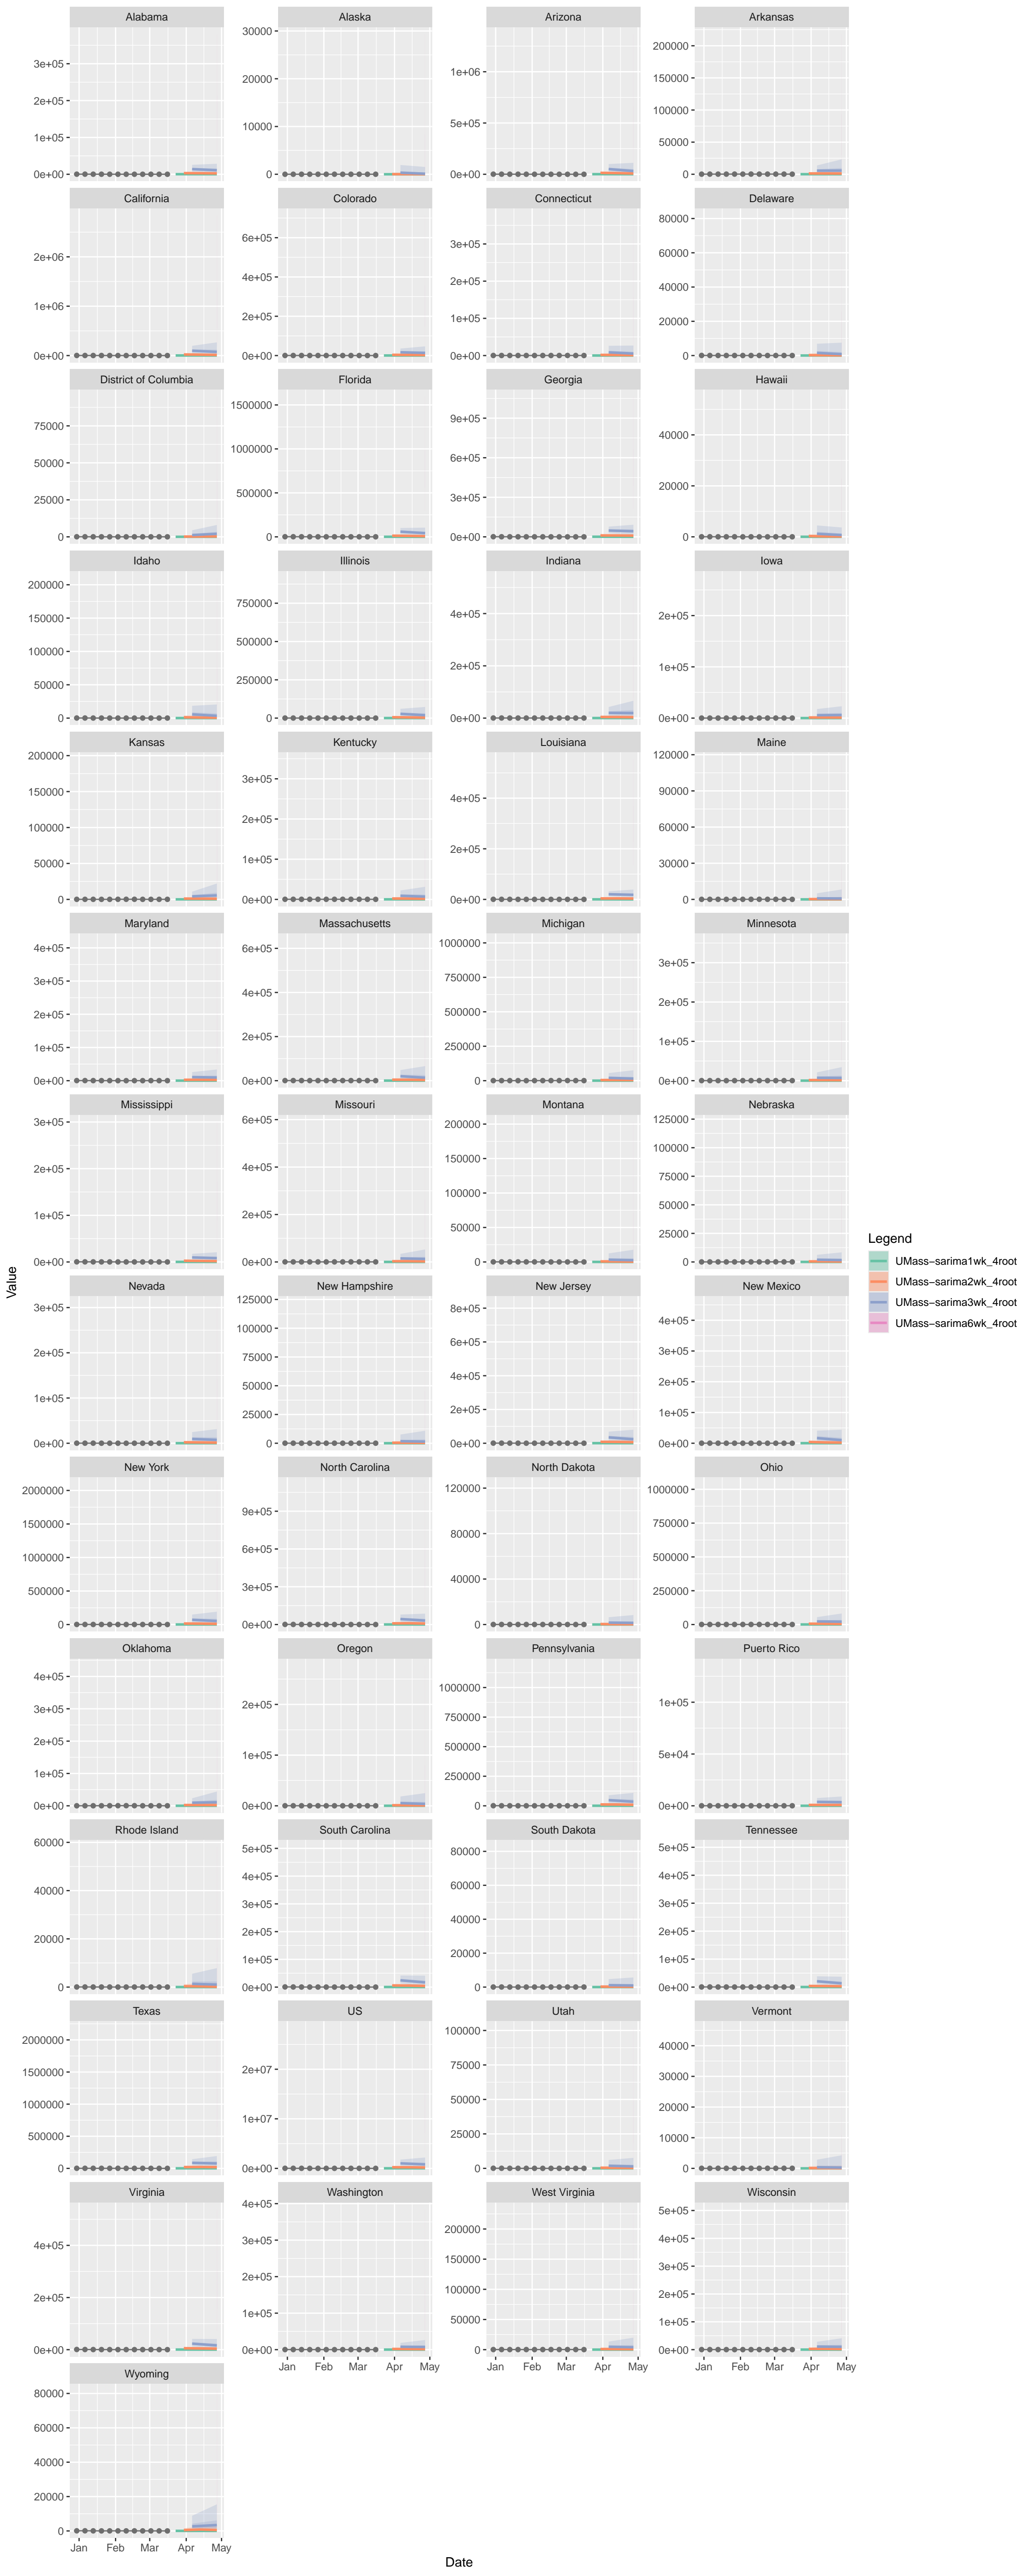 Alabama
Alaska
Arizona
Arkansas
3e+05
2e+05
1e+05
0e+00
30000
20000
10000
0
1e+06
5e+05
0e+00
200000
150000
100000
50000
0
California
Colorado
Connecticut
Delaware
2e+06
1e+06
0e+00
6e+05
4e+05
2e+05
0e+00
3e+05
2e+05
1e+05
0e+00
80000
60000
40000
20000
0
District of Columbia
Florida
Georgia
Hawaii
75000
50000
25000
0
1500000
1000000
500000
0
9e+05
6e+05
3e+05
0e+00
40000
20000
0
Idaho
Illinois
Indiana
Iowa
200000
150000
100000
50000
0
750000
500000
250000
0
4e+05
2e+05
0e+00
2e+05
1e+05
0e+00
Kansas
Kentucky
Louisiana
Maine
200000
150000
100000
50000
0
3e+05
2e+05
1e+05
0e+00
4e+05
2e+05
0e+00
120000
90000
60000
30000
0
Maryland
Massachusetts
Michigan
Minnesota
4e+05
3e+05
2e+05
1e+05
0e+00
6e+05
4e+05
2e+05
0e+00
1000000
750000
500000
250000
0
3e+05
2e+05
1e+05
0e+00
Mississippi
Missouri
Montana
Nebraska
3e+05
2e+05
1e+05
0e+00
6e+05
4e+05
2e+05
0e+00
200000
150000
100000
50000
0
125000
100000
75000
50000
25000
0
Nevada
New Hampshire
New Jersey
New Mexico
3e+05
2e+05
1e+05
0e+00
125000
100000
75000
50000
25000
0
8e+05
6e+05
4e+05
2e+05
0e+00
4e+05
3e+05
2e+05
1e+05
0e+00
New York
North Carolina
North Dakota
Ohio
2000000
1500000
1000000
500000
0
9e+05
6e+05
3e+05
0e+00
120000
80000
40000
0
1000000
750000
500000
250000
0
Oklahoma
Oregon
Pennsylvania
Puerto Rico
4e+05
3e+05
2e+05
1e+05
0e+00
2e+05
1e+05
0e+00
1000000
750000
500000
250000
0
1e+05
5e+04
0e+00
Rhode Island
South Carolina
South Dakota
Tennessee
60000
40000
20000
0
5e+05
4e+05
3e+05
2e+05
1e+05
0e+00
80000
60000
40000
20000
0
5e+05
4e+05
3e+05
2e+05
1e+05
0e+00
Texas
US
Utah
Vermont
2000000
1500000
1000000
500000
0
2e+07
1e+07
0e+00
100000
75000
50000
25000
0
40000
30000
20000
10000
0
Virginia
Washington
West Virginia
Wisconsin
4e+05
2e+05
0e+00
4e+05
3e+05
2e+05
1e+05
0e+00
200000
150000
100000
50000
0
5e+05
4e+05
3e+05
2e+05
1e+05
0e+00
Jan Feb Mar Apr May
Jan Feb Mar Apr May
Jan Feb Mar Apr May
Wyoming
80000
60000
40000
20000
0
Jan Feb Mar Apr May
Date
Value
Legend
UMass−sarima1wk_4root
UMass−sarima2wk_4root
UMass−sarima3wk_4root
UMass−sarima6wk_4root